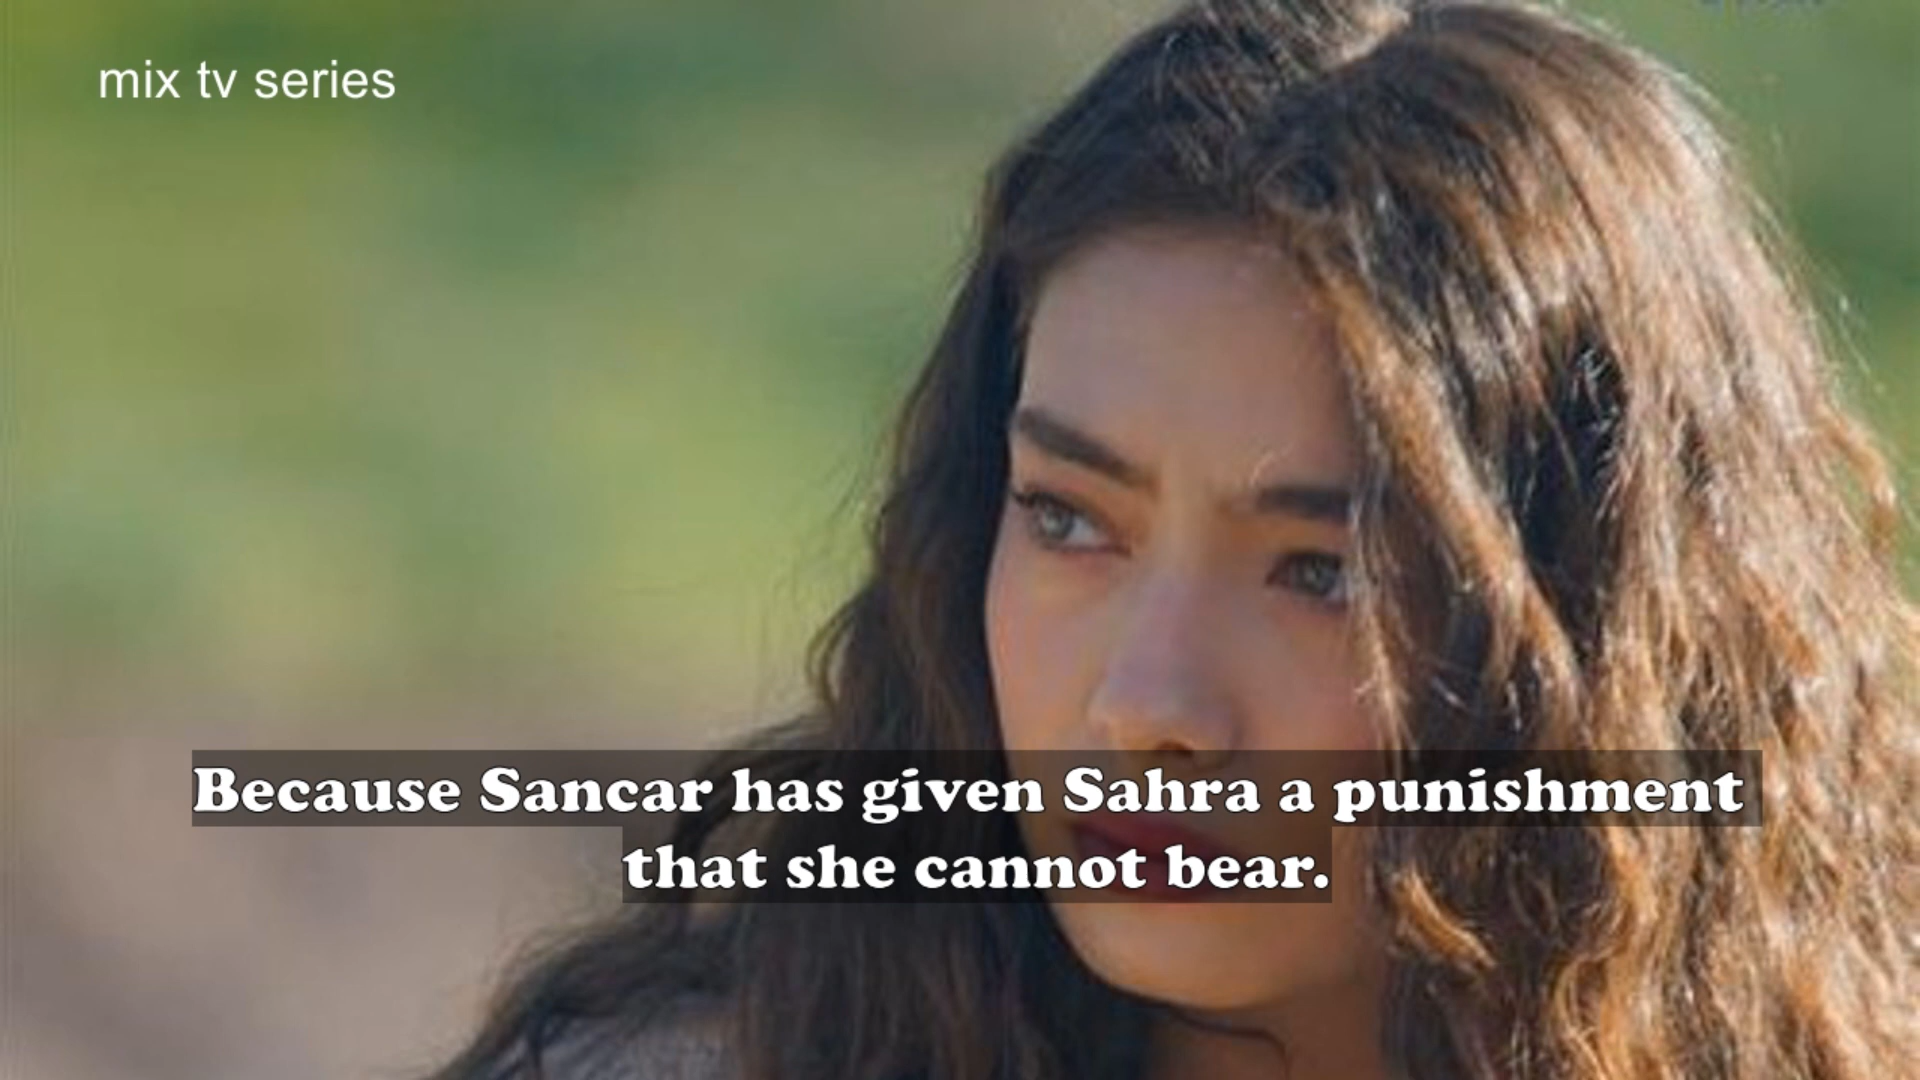 mix tv series
Because Sancar has given Sahra a punishment
that she cannot bear.